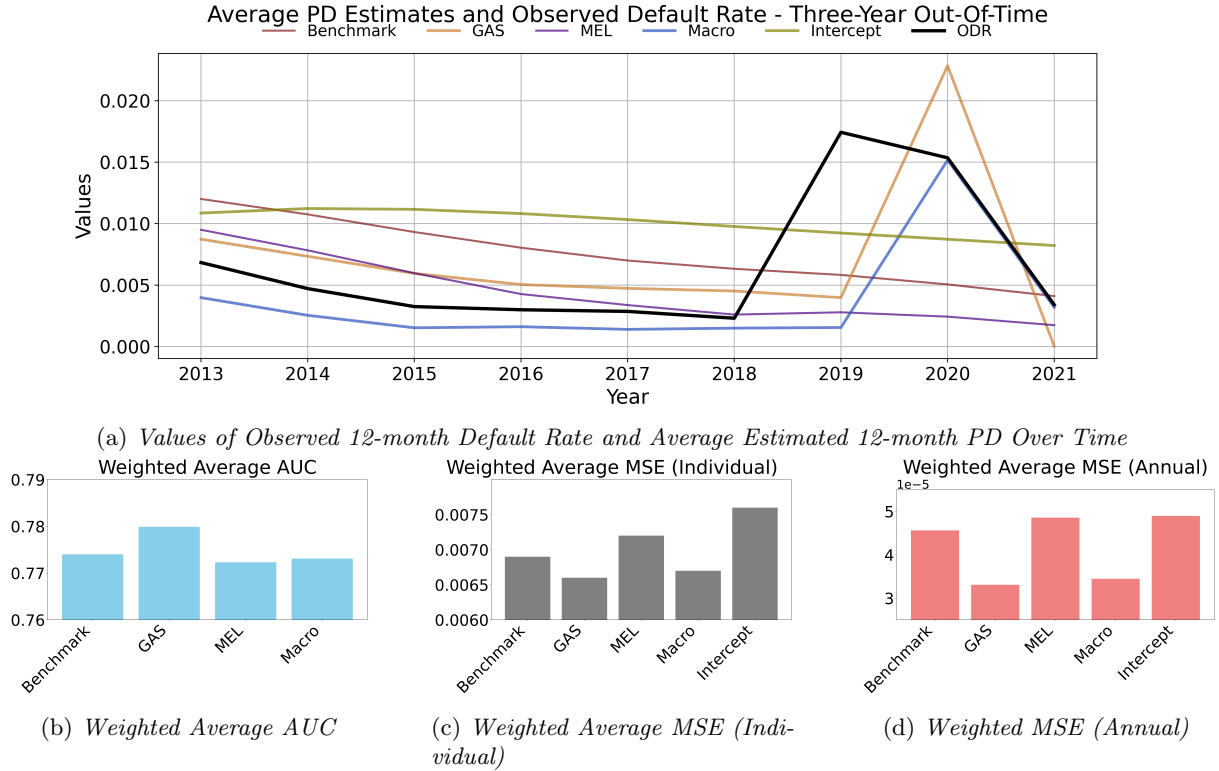 Average PD Estimates and Observed Default Rate - Three-Year Out-Of-Time
Benchmark GAS MEL Macro Intercept ODR
Values
0.020
0.015
0.010
0.005
0.000
2013 2014 2015 2016 2017 2018 2019 2020 2021
Year
(a) Values of Observed 12-month Default Rate and Average Estimated 12-month PD Over Time
Weighted Average AUC
0.79
0.78
0.77
0.76
Benchmark GAS MEL Macro
(b) Weighted Average AUC
Weighted Average MSE (Individual)
0.0075
0.0070
0.0065
0.0060
Benchmark GAS MEL Macro Intercept
(c) Weighted Average MSE (Indi-
vidual)
Weighted Average MSE (Annual)
1e−5
5
4
3
Benchmark GAS MEL Macro Intercept
(d) Weighted MSE (Annual)